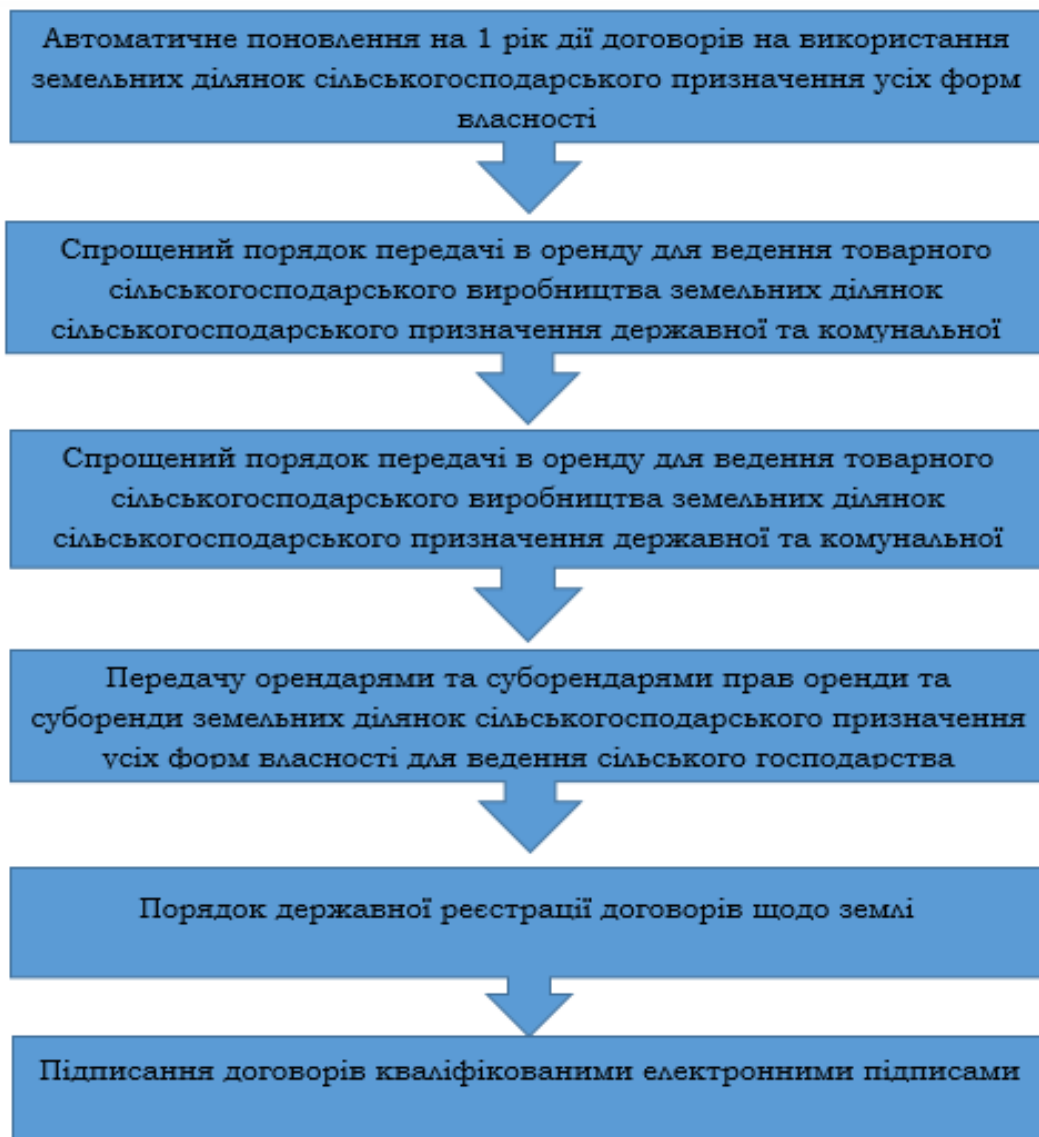 Автоматичне поновлення на 1 рік дії договорів на використання
земельних ділянок сільськогосподарського призначення усіх форм
власності
Спрощений порядок передачі в оренду для ведення товарного
сільськогосподарського виробництва земельних ділянок
сільськогосподарського призначення державної та комунальної
Спрощений порядок передачі в оренду для ведення товарного
сільськогосподарського виробництва земельних ділянок
сільськогосподарського призначення державної та комунальної
Передачу орендарями та суборендарями прав оренди та
суборенди земельних ділянок сільськогосподарського призначення
усіх форм власності для ведення сільського господарства
Порядок державної реєстрації договорів щодо землі
Підписання договорів кваліфікованими електронними підписами